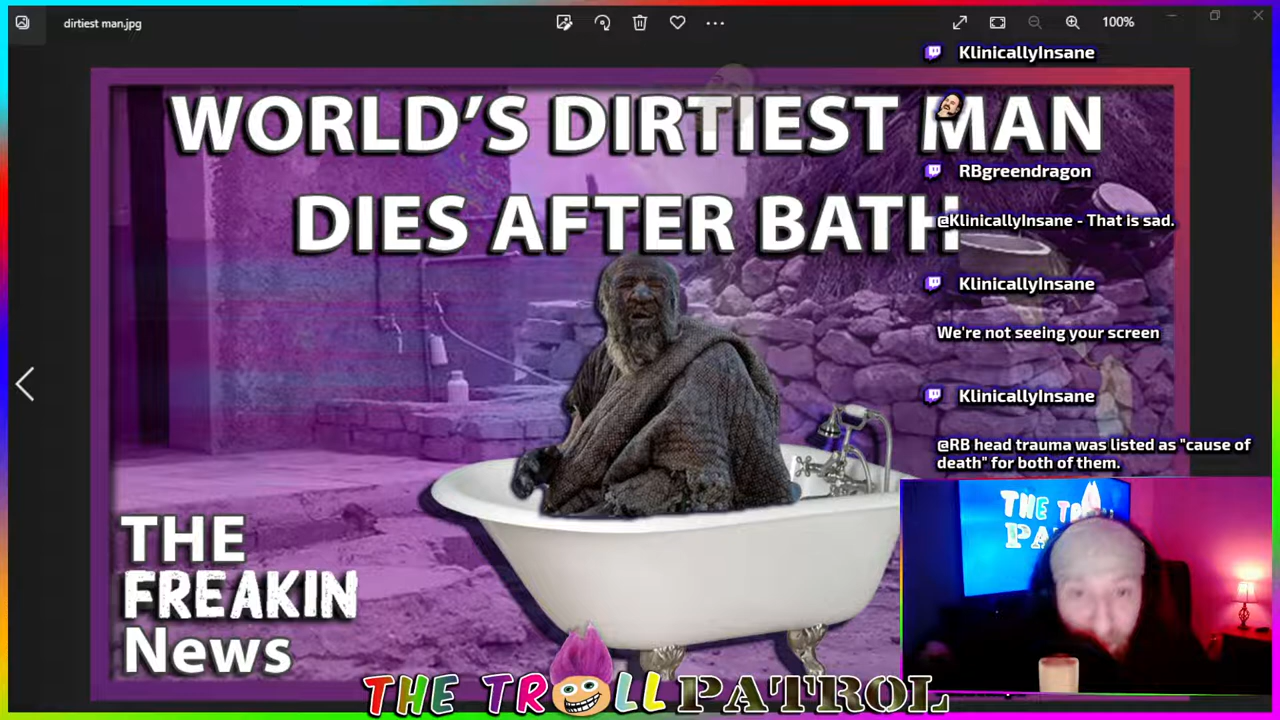 dirtiest man.jpg
100%
WORLD'S DIRTIEST MAN
DIES AFTER BATH
THE
FREAKIN
News
KlinicallyInsane
RBgreendragon
@KlinicallyInsane - That is sad.
KlinicallyInsane
We're not seeing your screen
KlinicallyInsane
@RB head trauma was listed as "cause of
death" for both of them.
THE TROLL PATROL